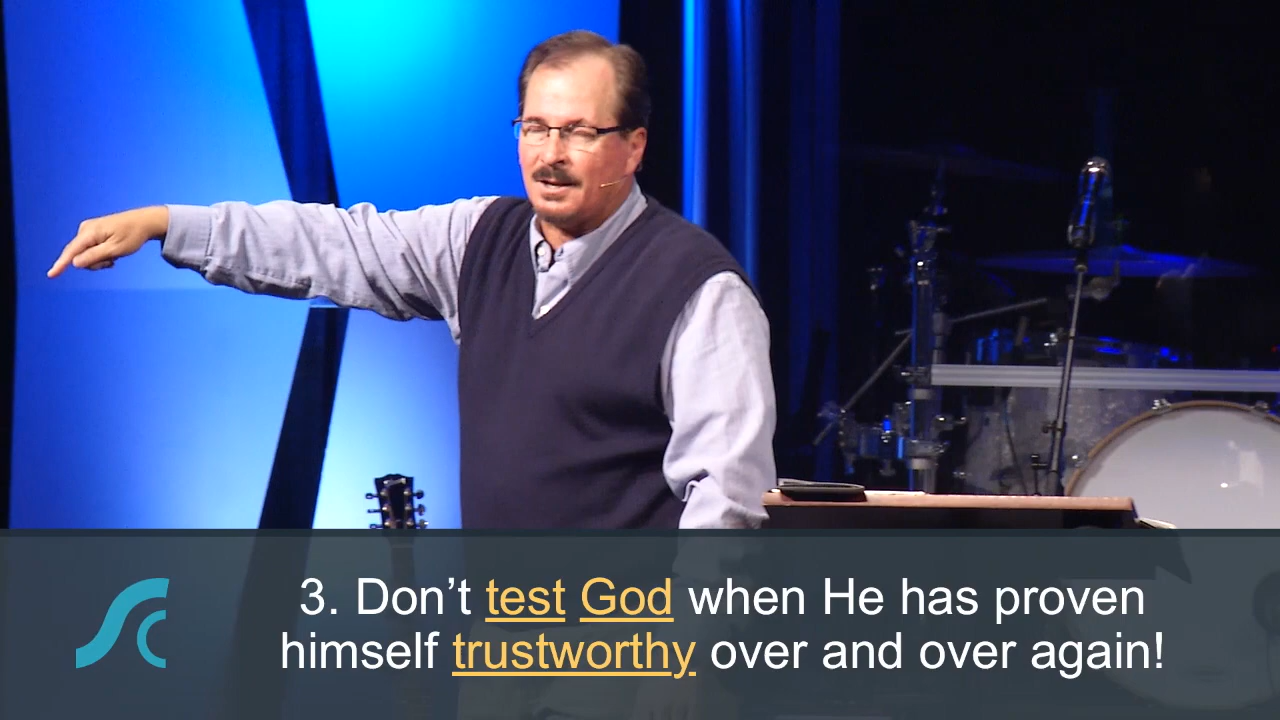 3. Don’t test God when He has proven
himself trustworthy over and over again!